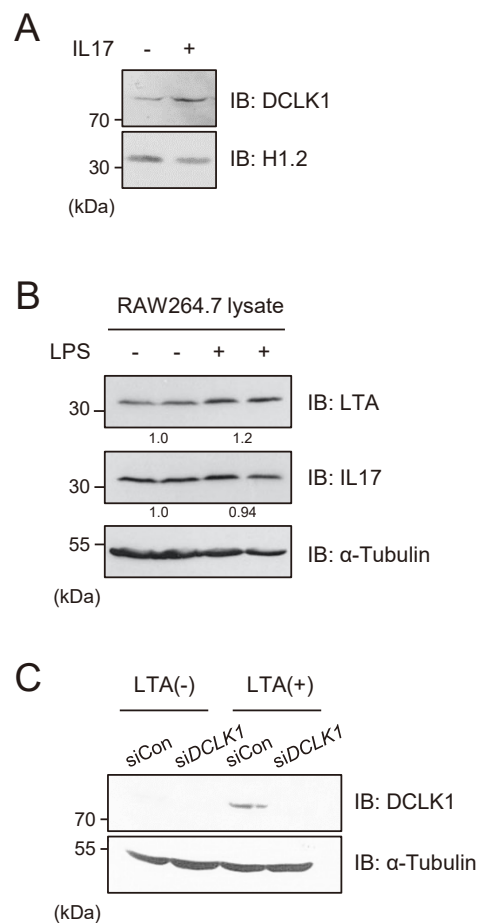 A
IL17 - +
IB: DCLK1
70
IB: H1.2
30
(kDa)
B
RAW264.7 lysate
LPS - - + +
30
IB: LTA
1.0 1.2
30
IB: IL17
1.0 0.94
55
IB: α-Tubulin
(kDa)
C
LTA(-) LTA(+)
siCon siDCLK1 siCon siDCLK1
IB: DCLK1
70
55
IB: α-Tubulin
(kDa)